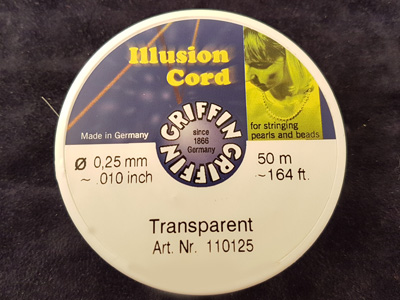 Illusion
Cord
Made in Germany
for stringing
pearls and beads
GRIFFIN GRIFFIN
since
1866
Germany
Ø 0,25 mm
~ .010 inch
50 m
~164 ft.
Transparent
Art. Nr. 110125